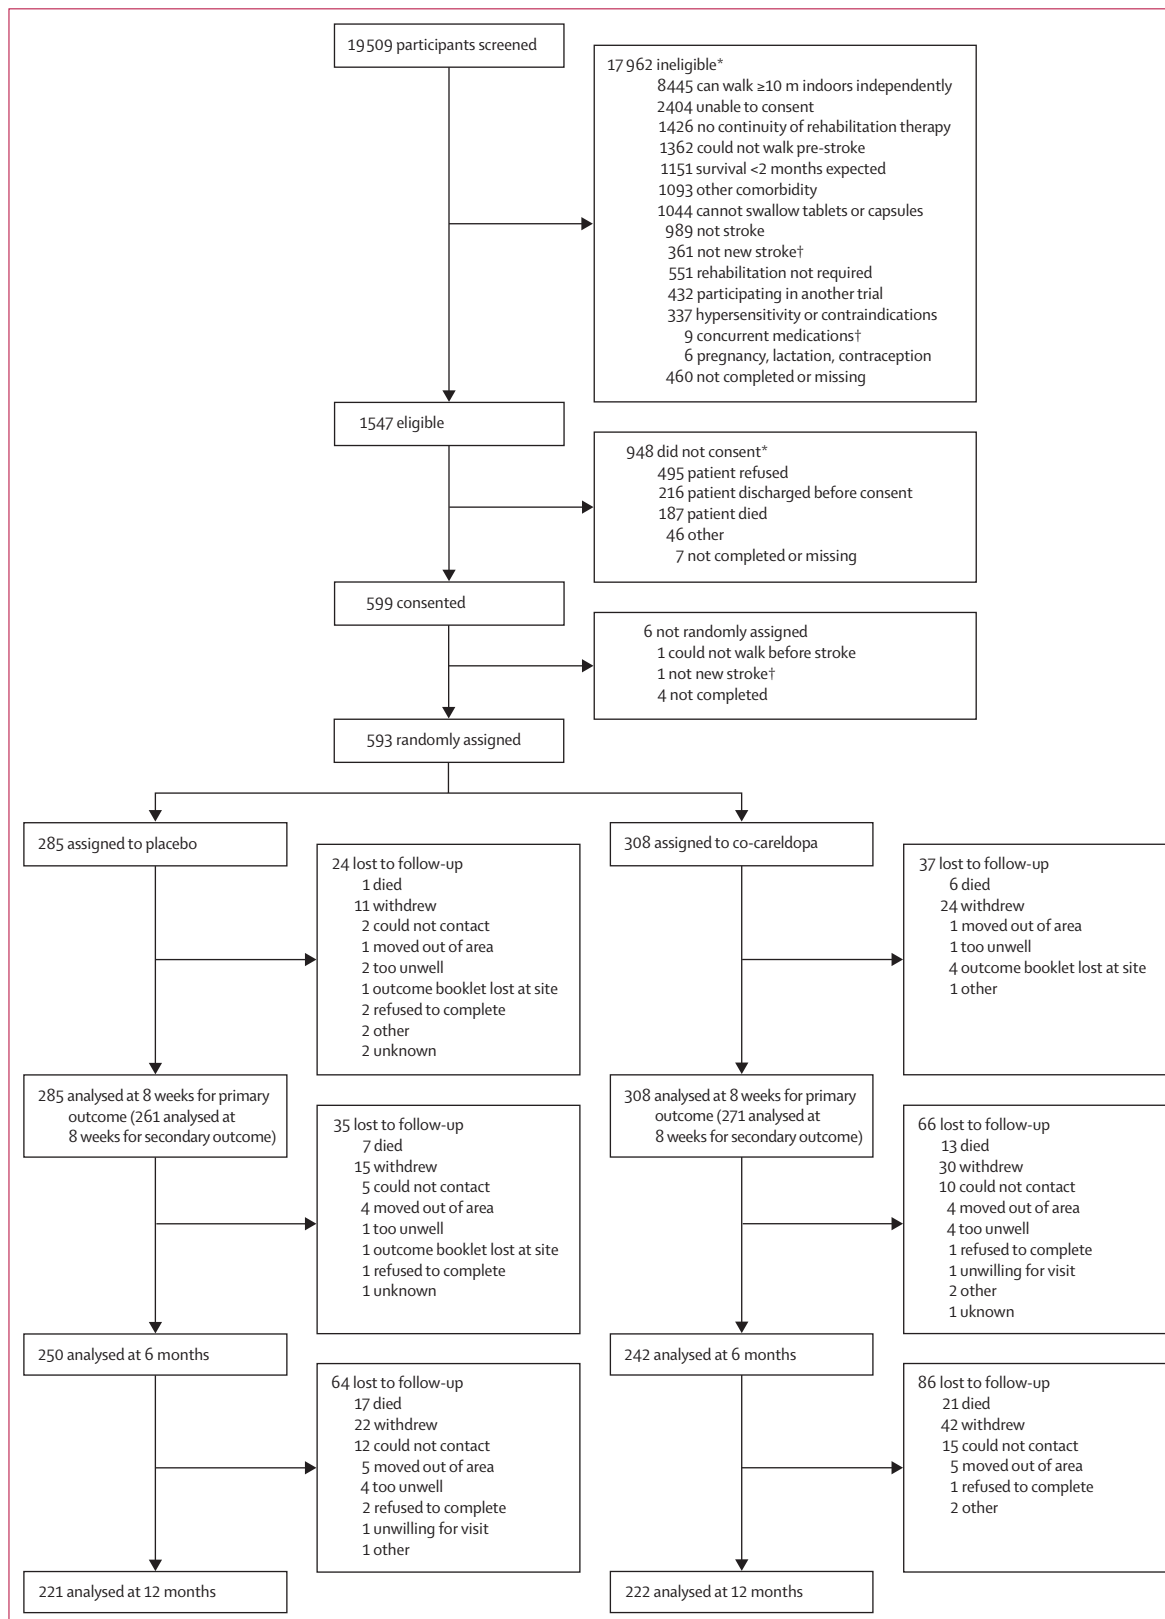 19 509 participants screened
17 962 ineligible*
8445 can walk ≥10 m indoors independently
2404 unable to consent
1426 no continuity of rehabilitation therapy
1362 could not walk pre-stroke
1151 survival <2 months expected
1093 other comorbidity
1044 cannot swallow tablets or capsules
989 not stroke
361 not new stroke†
551 rehabilitation not required
432 participating in another trial
337 hypersensitivity or contraindications
9 concurrent medications†
6 pregnancy, lactation, contraception
460 not completed or missing
1547 eligible
948 did not consent*
495 patient refused
216 patient discharged before consent
187 patient died
46 other
7 not completed or missing
599 consented
6 not randomly assigned
1 could not walk before stroke
1 not new stroke†
4 not completed
593 randomly assigned
285 assigned to placebo
24 lost to follow-up
1 died
11 withdrew
2 could not contact
1 moved out of area
2 too unwell
1 outcome booklet lost at site
2 refused to complete
2 other
2 unknown
308 assigned to co-careldopa
37 lost to follow-up
6 died
24 withdrew
1 moved out of area
1 too unwell
4 outcome booklet lost at site
1 other
285 analysed at 8 weeks for primary
outcome (261 analysed at
8 weeks for secondary outcome)
35 lost to follow-up
7 died
15 withdrew
5 could not contact
4 moved out of area
1 too unwell
1 outcome booklet lost at site
1 refused to complete
1 unknown
308 analysed at 8 weeks for primary
outcome (271 analysed at
8 weeks for secondary outcome)
66 lost to follow-up
13 died
30 withdrew
10 could not contact
4 moved out of area
4 too unwell
1 refused to complete
1 unwilling for visit
2 other
1 uknown
250 analysed at 6 months
64 lost to follow-up
17 died
22 withdrew
12 could not contact
5 moved out of area
4 too unwell
2 refused to complete
1 unwilling for visit
1 other
242 analysed at 6 months
86 lost to follow-up
21 died
42 withdrew
15 could not contact
5 moved out of area
1 refused to complete
2 other
221 analysed at 12 months
222 analysed at 12 months